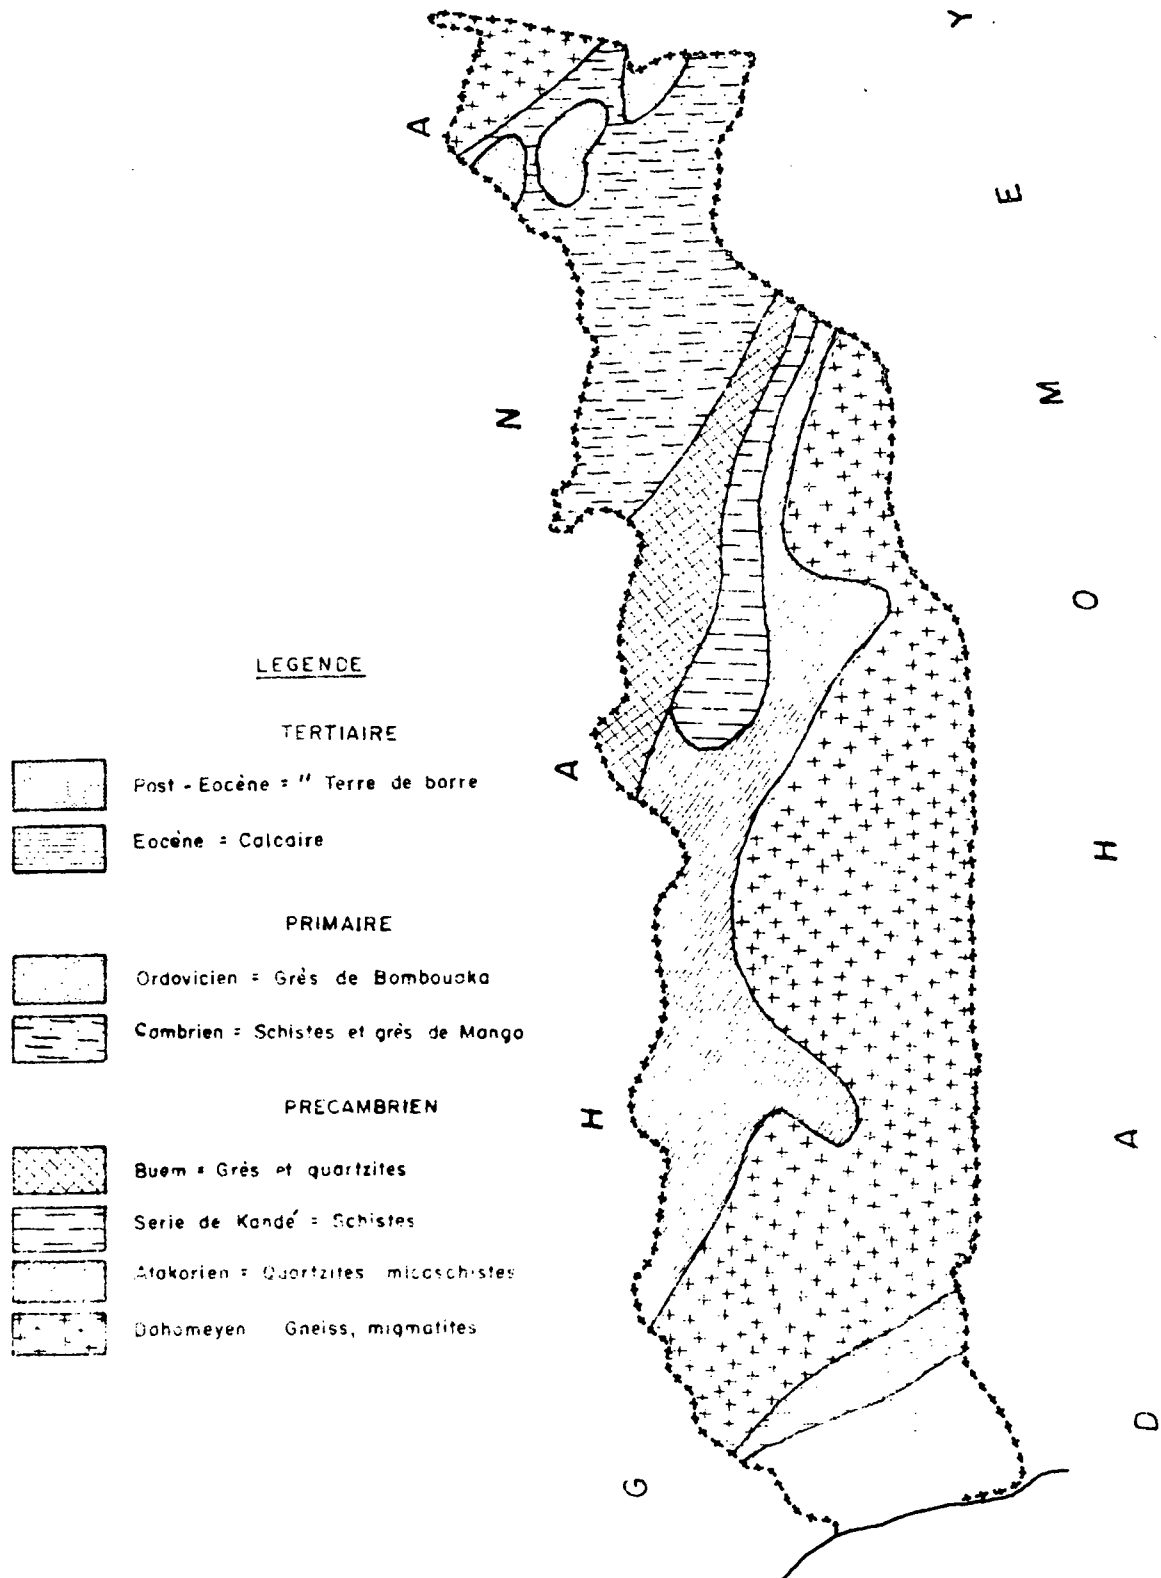 LEGENDE
TERTIAIRE
Post - Eocène = " Terre de barre
Eocène = Calcaire
PRIMAIRE
Ordovicien = Grès de Bombouaka
Cambrien = Schistes et grès de Mango
PRECAMBRIEN
Buem = Grès et quartzites
Serie de Kandé = Schistes
Atakorien = Quartzites micaschistes
Dahomeyen Gneiss, migmatites
G H A N A
D A H O M E Y